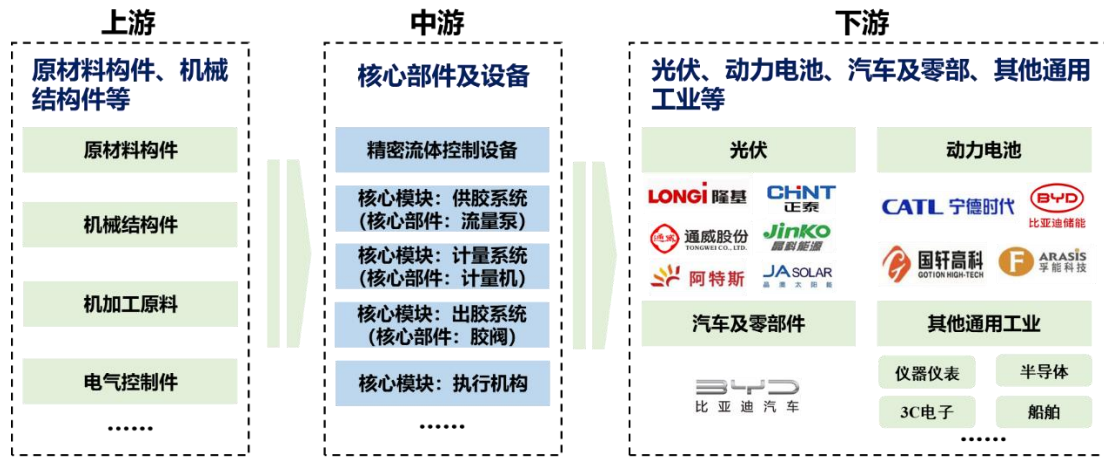 上游
原材料构件、机械
结构件等
原材料构件
机械结构件
机加工原料
电气控制件
......
中游
核心部件及设备
精密流体控制设备
核心模块：供胶系统
(核心部件：流量泵)
核心模块：计量系统
(核心部件：计量机)
核心模块：出胶系统
(核心部件：胶阀)
核心模块：执行机构
......
下游
光伏、动力电池、汽车及零部、其他通用
工业等
光伏
LONGi 隆基
CHiNT
正泰
通威
通威股份
TONGWEI CO., LTD.
JinKO
晶科能源
阿特斯
JA SOLAR
晶澳太阳能
动力电池
CATL 宁德时代
BYD
比亚迪储能
国轩高科
GOTION HIGH-TECH
F
ARASiS
孚能科技
汽车及零部件
BYD
比亚迪汽车
其他通用工业
仪器仪表
半导体
3C电子
船舶
......